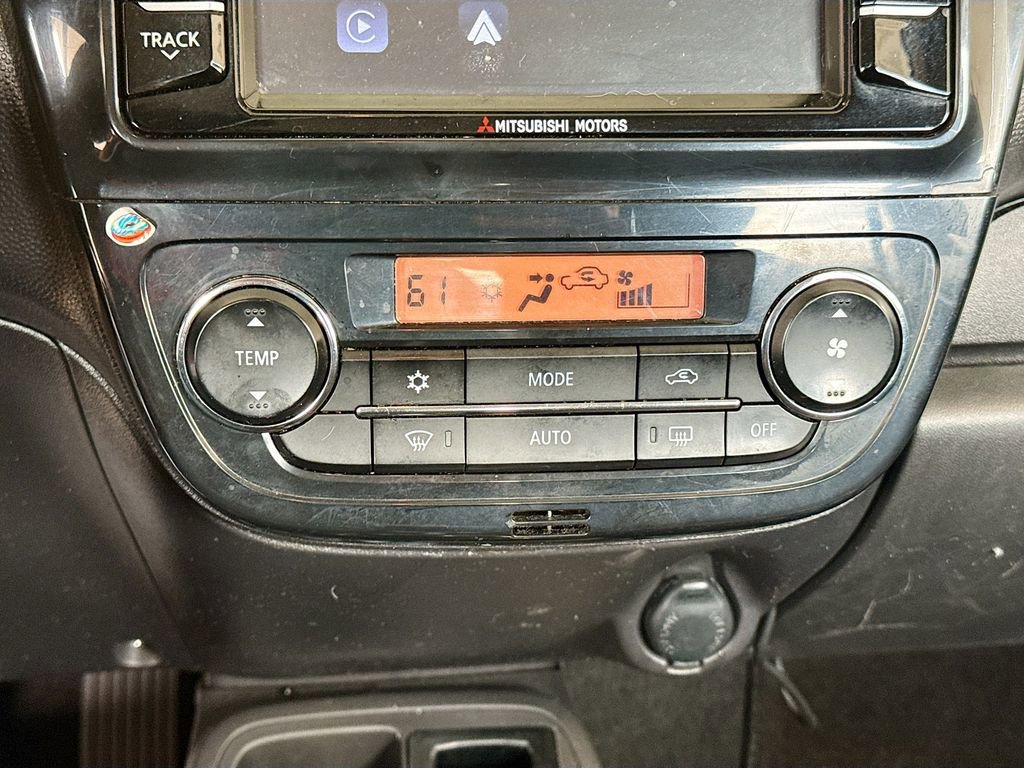 TRACK
MITSUBISHI MOTORS
61
TEMP
MODE
AUTO
OFF